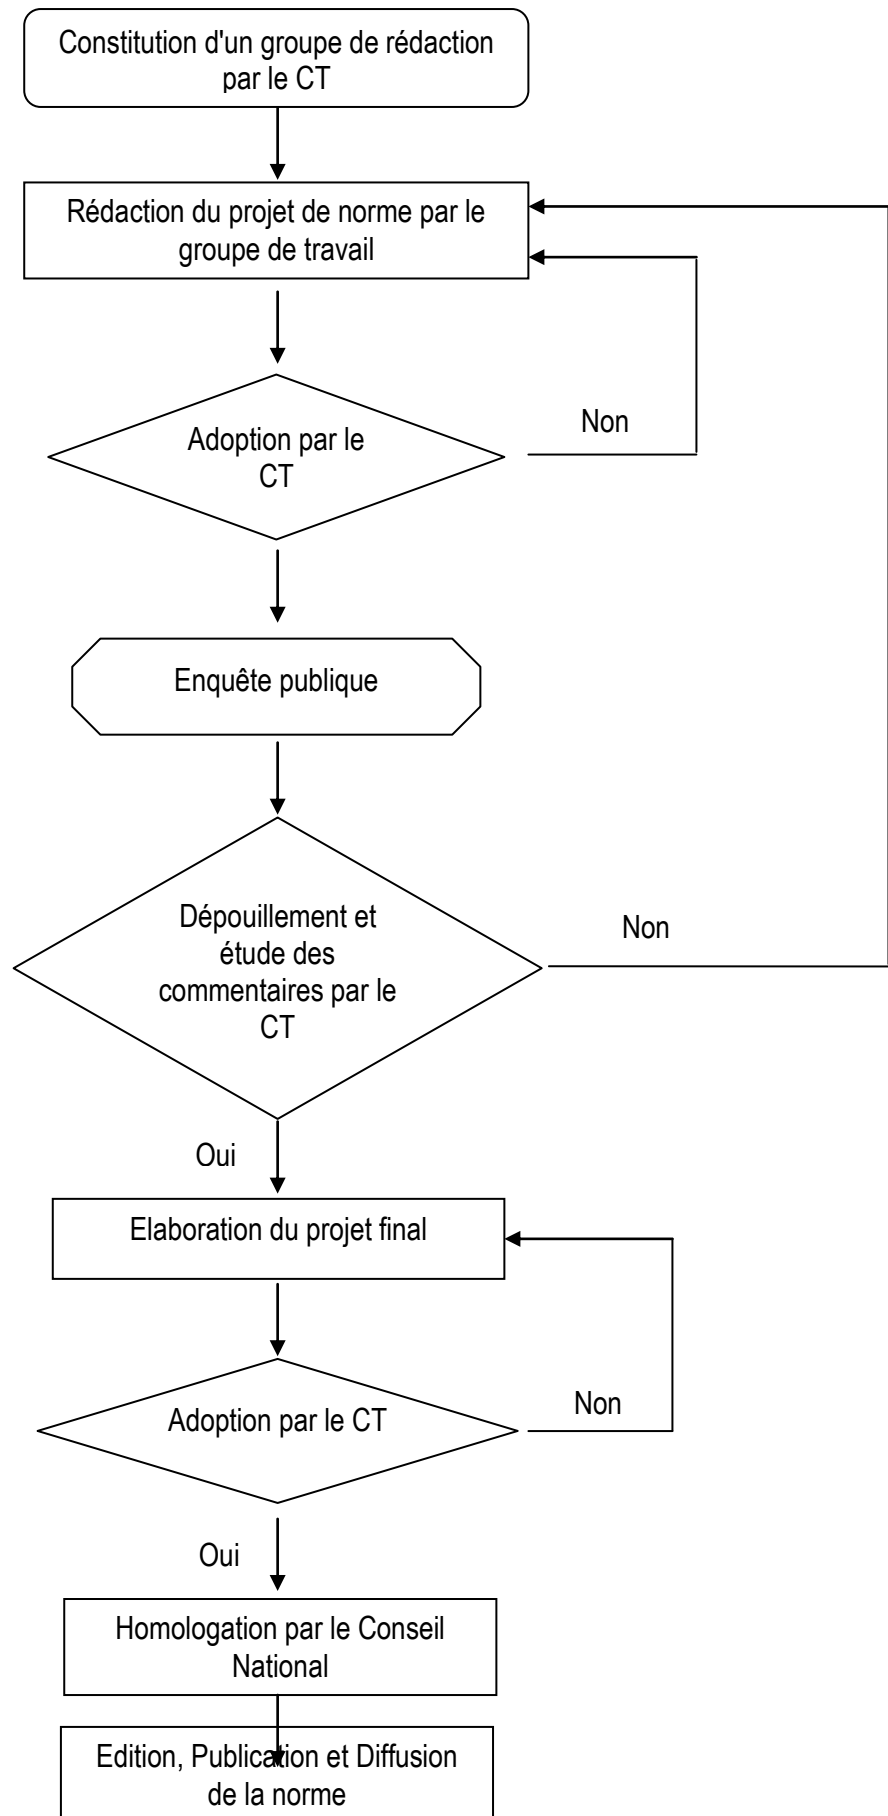 Constitution d'un groupe de rédaction
par le CT
Rédaction du projet de norme par le
groupe de travail
Adoption par le
CT
Non
Enquête publique
Dépouillement et
étude des
commentaires par le
CT
Non
Oui
Elaboration du projet final
Adoption par le CT
Non
Oui
Homologation par le Conseil
National
Edition, Publication et Diffusion
de la norme